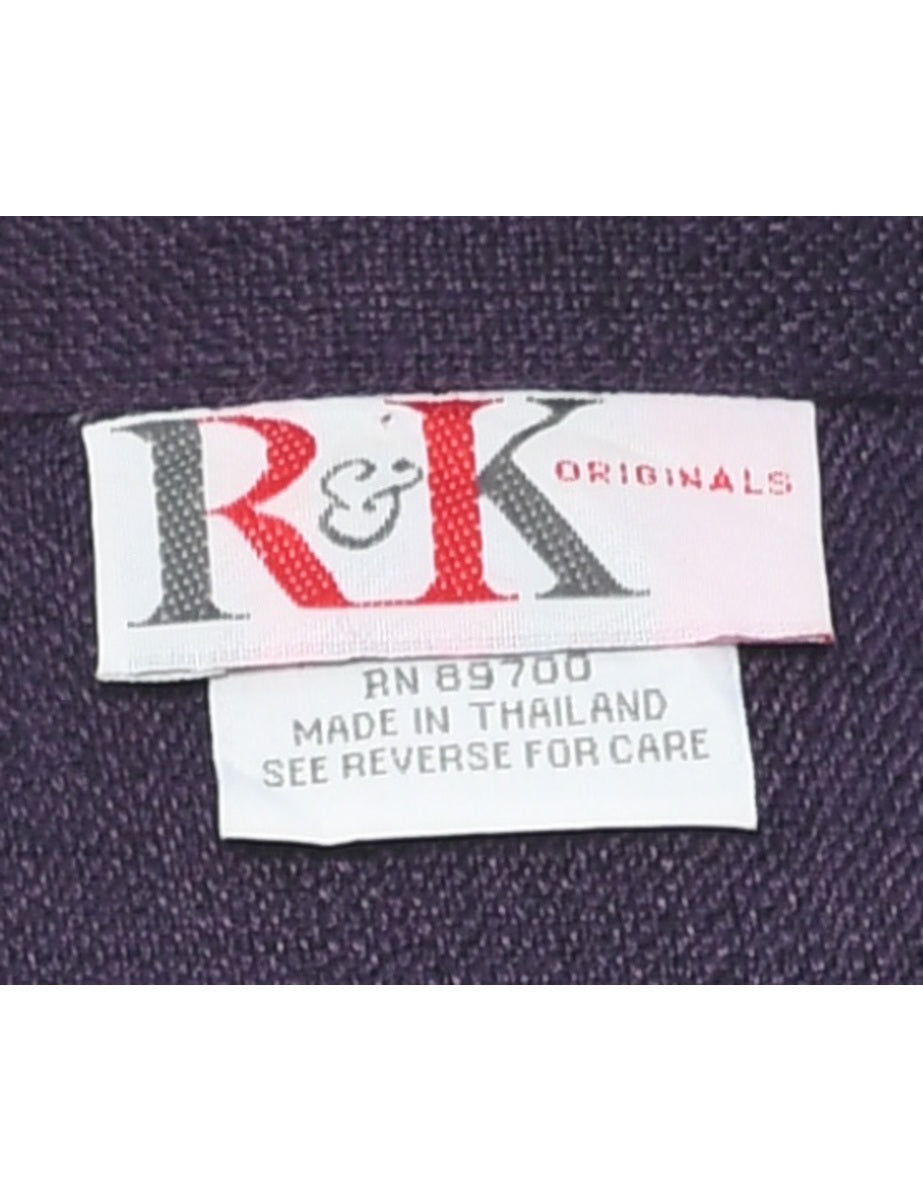 R&K ORIGINALS
RN 89700
MADE IN THAILAND
SEE REVERSE FOR CARE